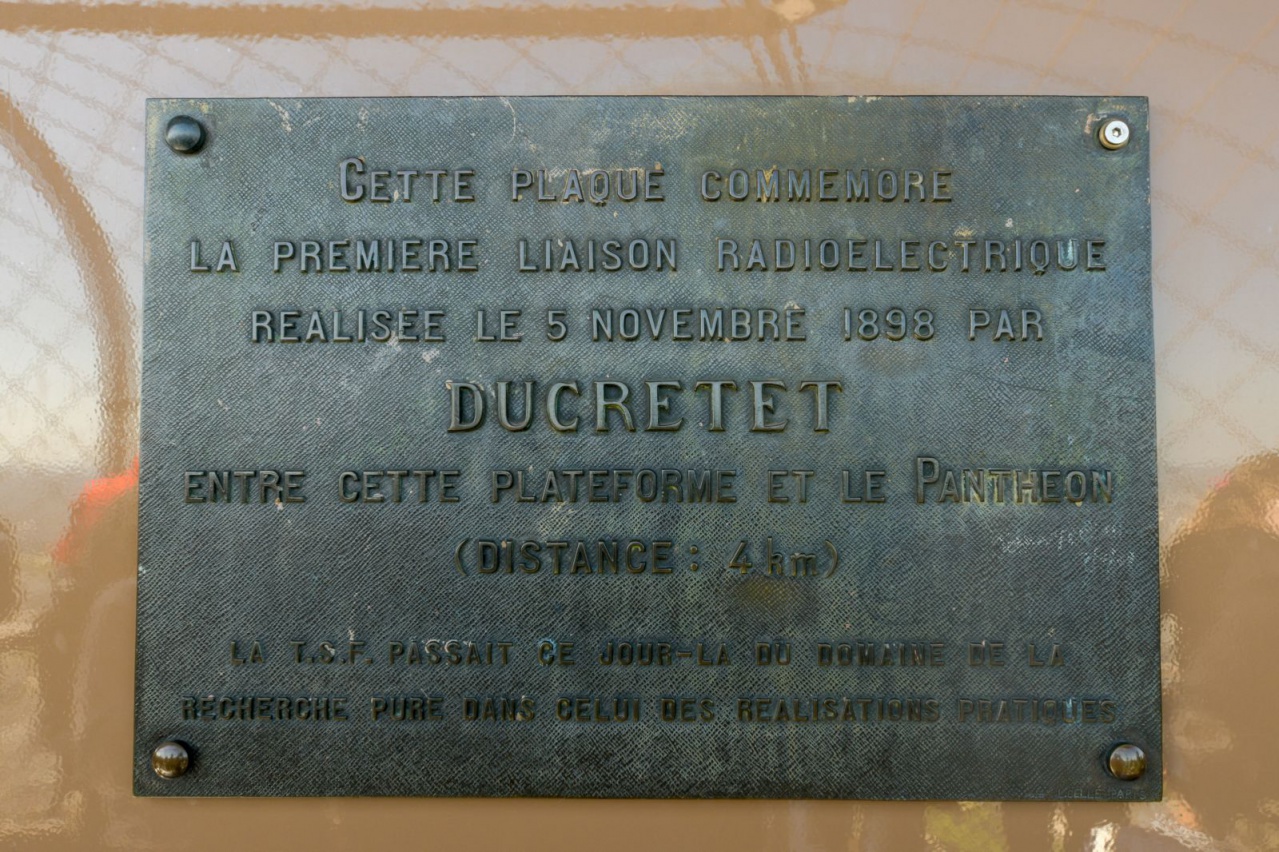 CETTE PLAQUE COMMEMORE
LA PREMIERE LIAISON RADIOELECTRIQUE
REALISEE LE 5 NOVEMBRE 1898 PAR
DUCRETET
ENTRE CETTE PLATEFORME ET LE PANTHEON
(DISTANCE : 4 km)
LA T.S.F. PASSAIT CE JOUR-LA DU DOMAINE DE LA
RECHERCHE PURE DANS CELUI DES REALISATIONS PRATIQUES